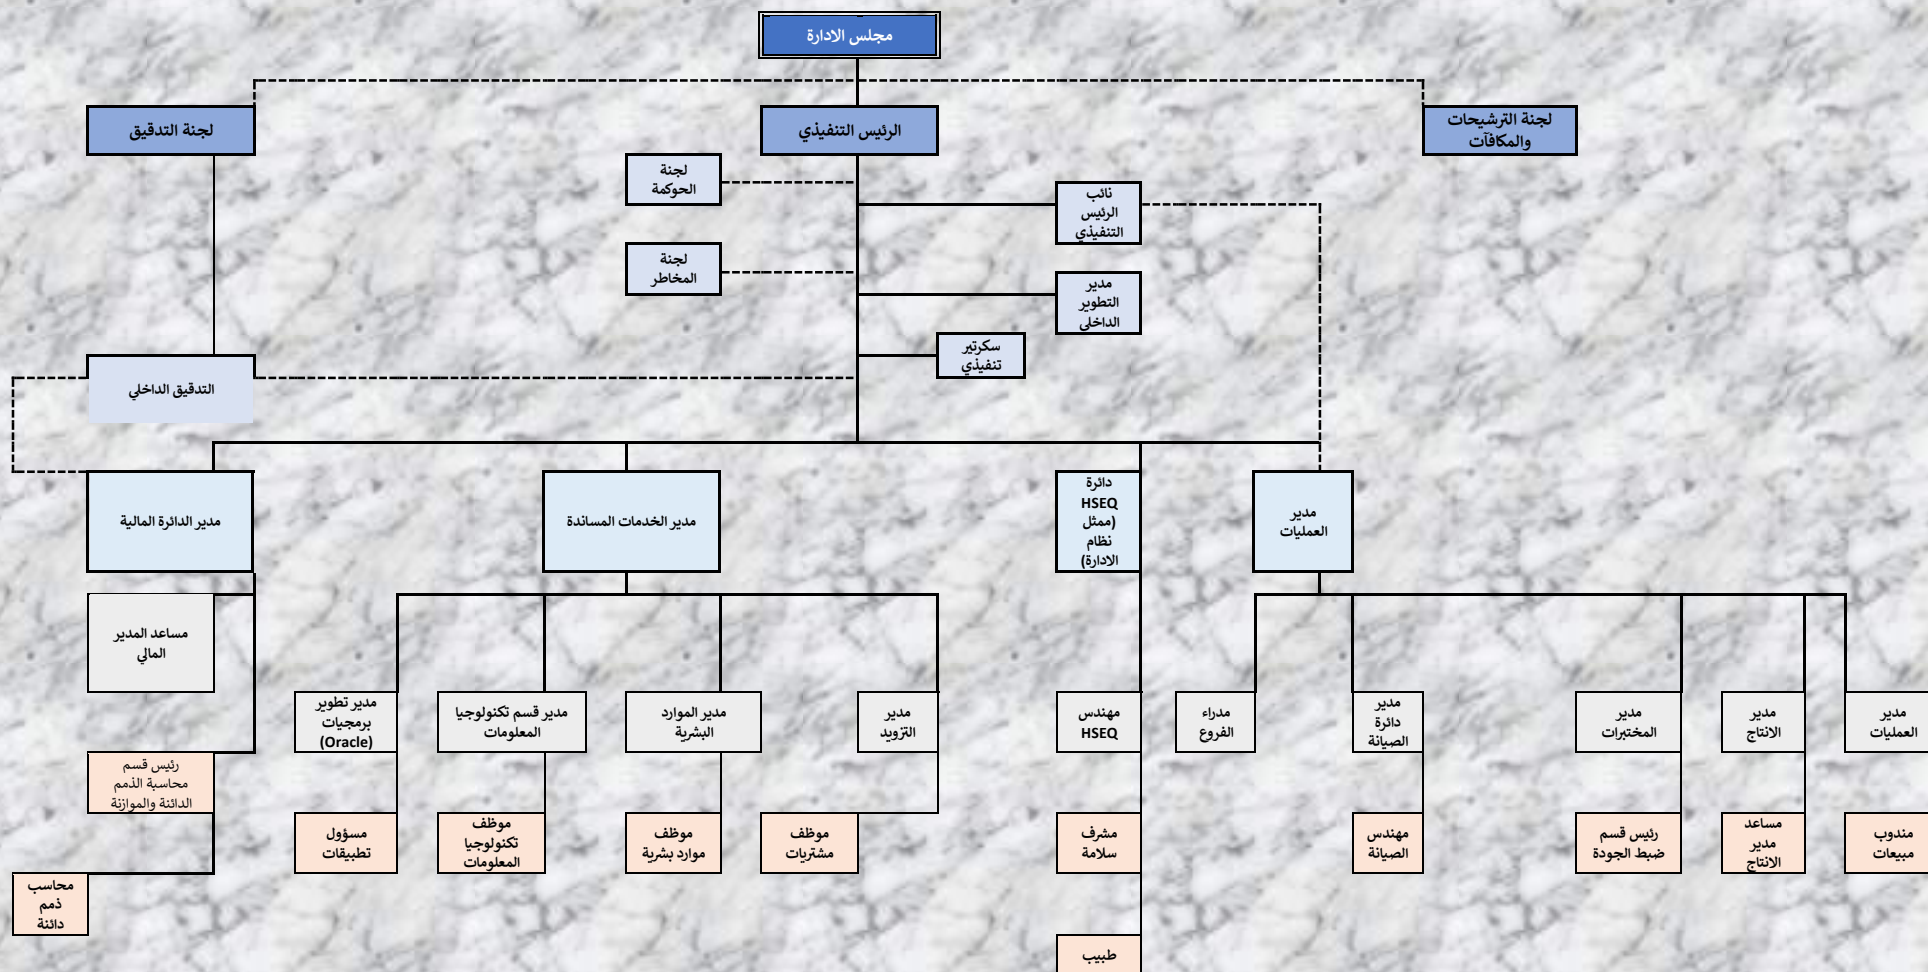 مجلس الادارة
لجنة الترشيحات
والمكافآت
الرئيس التنفيذي
لجنة التدقيق
لجنة
الحوكمة
نائب
الرئيس
التنفيذي
لجنة
المخاطر
مدير
التطوير
الداخلي
سكرتير
تنفيذي
التدقيق الداخلي
مدير
العمليات
دائرة
HSEQ
(ممثل
نظام
الادارة)
مدير الخدمات المساندة
مدير الدائرة المالية
مساعد المدير
المالي
مدير
العمليات
مدير
الانتاج
مدير
المختبرات
مدير
دائرة
الصيانة
مدراء
الفروع
مهندس
HSEQ
مدير
التزويد
مدير الموارد
البشرية
مدير قسم تكنولوجيا
المعلومات
مدير تطوير
برمجيات
(Oracle)
رئيس قسم
محاسبة الذمم
الدائنة والموازنة
مندوب
مبيعات
مساعد
مدير
الانتاج
رئيس قسم
ضبط الجودة
مهندس
الصيانة
مشرف
سلامة
موظف
مشتريات
موظف
موارد بشرية
موظف
تكنولوجيا
المعلومات
مسؤول
تطبيقات
محاسب
ذمم
دائنة
طبيب